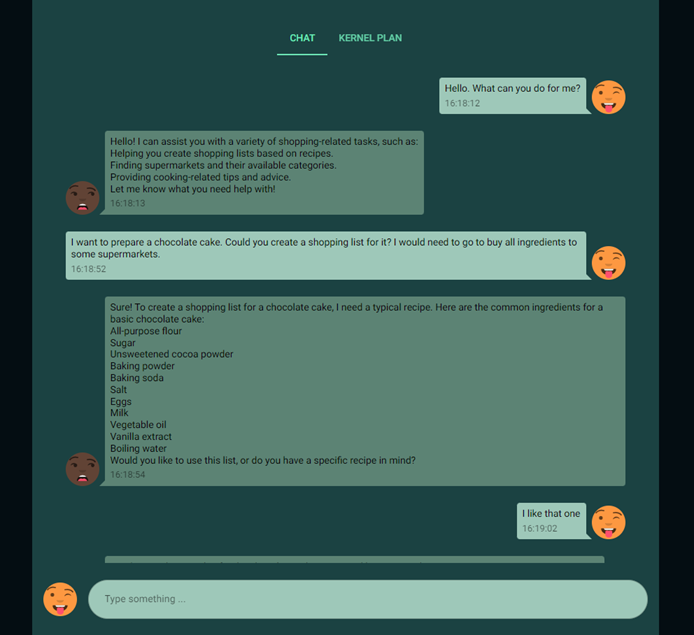 CHAT KERNEL PLAN
Hello. What can you do for me?
16:18:12
Hello! I can assist you with a variety of shopping-related tasks, such as:
Helping you create shopping lists based on recipes.
Finding supermarkets and their available categories.
Providing cooking-related tips and advice.
Let me know what you need help with!
16:18:13
I want to prepare a chocolate cake. Could you create a shopping list for it? I would need to go to buy all ingredients to
some supermarkets.
16:18:52
Sure! To create a shopping list for a chocolate cake, I need a typical recipe. Here are the common ingredients for a
basic chocolate cake:
All-purpose flour
Sugar
Unsweetened cocoa powder
Baking powder
Baking soda
Salt
Eggs
Milk
Vegetable oil
Vanilla extract
Boiling water
Would you like to use this list, or do you have a specific recipe in mind?
16:18:54
I like that one
16:19:02
Type something ...